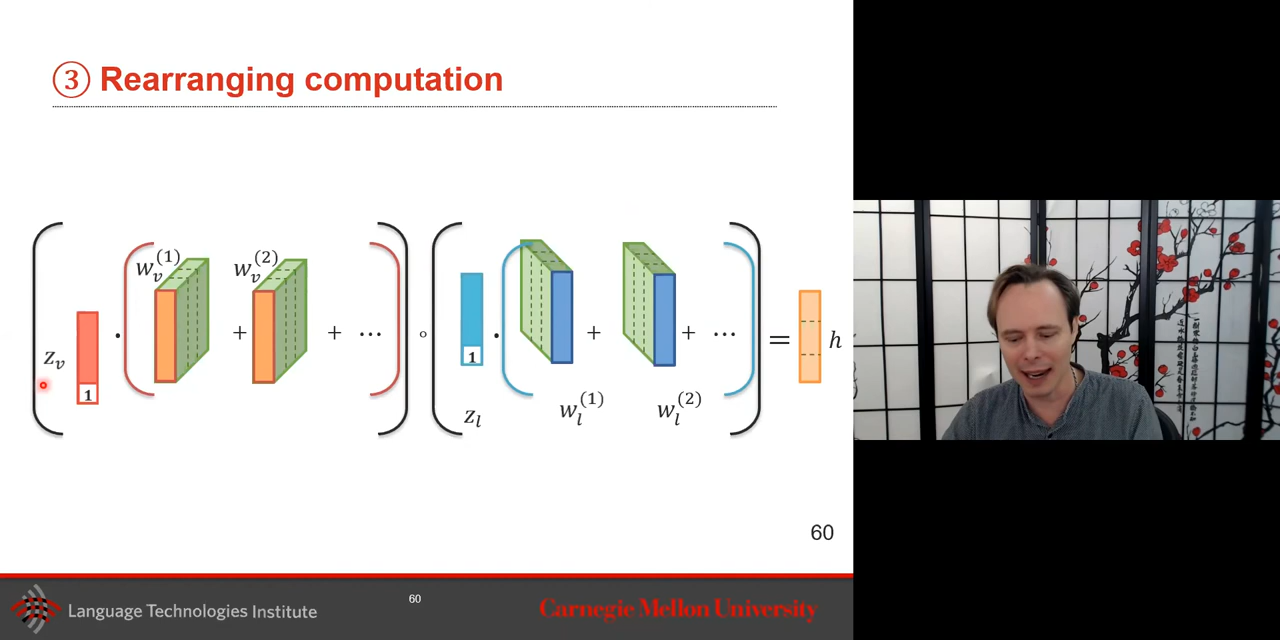 ③ Rearranging computation
w_v^(1) w_v^(2)
+ + ⋯ ∘ + + ⋯ = h
z_v · 1 · 1
z_l w_l^(1) w_l^(2)
60
60
Language Technologies Institute
Carnegie Mellon University